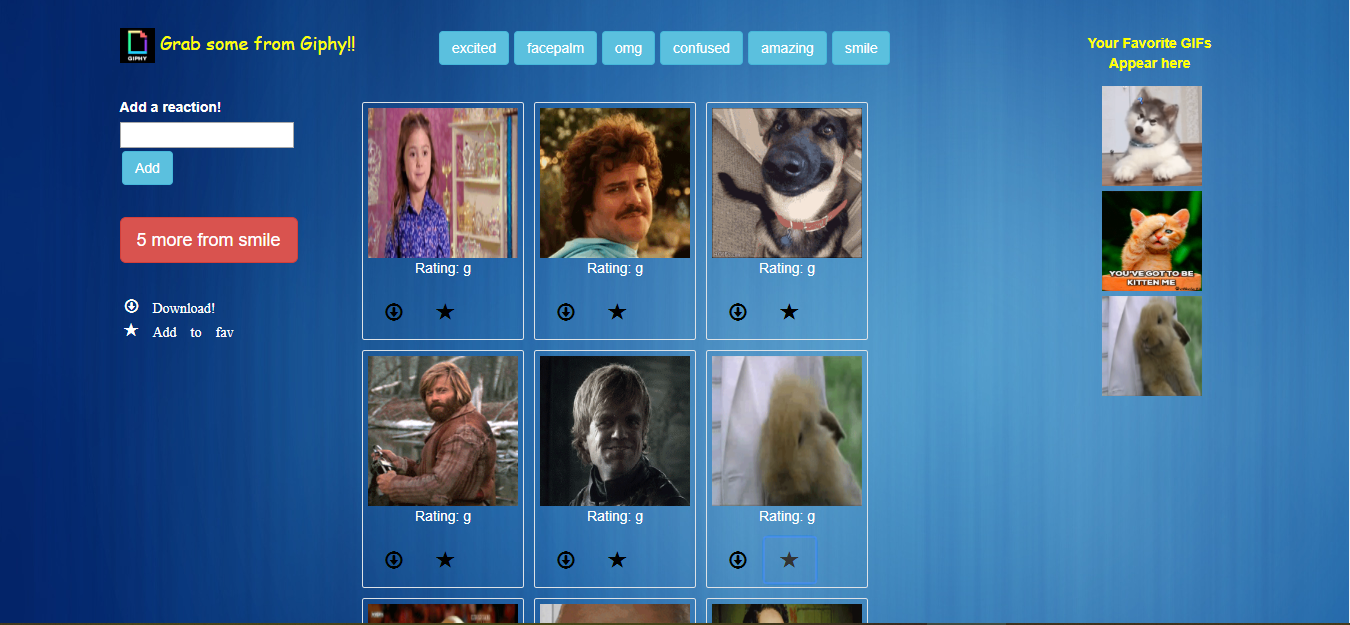 GIPHY
Grab some from Giphy!!
excited
facepalm
omg
confused
amazing
smile
Your Favorite GIFs
Appear here
Add a reaction!
Add
5 more from smile
Download!
Add to fav
Rating: g
Rating: g
Rating: g
Rating: g
Rating: g
Rating: g
YOU'VE GOT TO BE
KITTEN ME